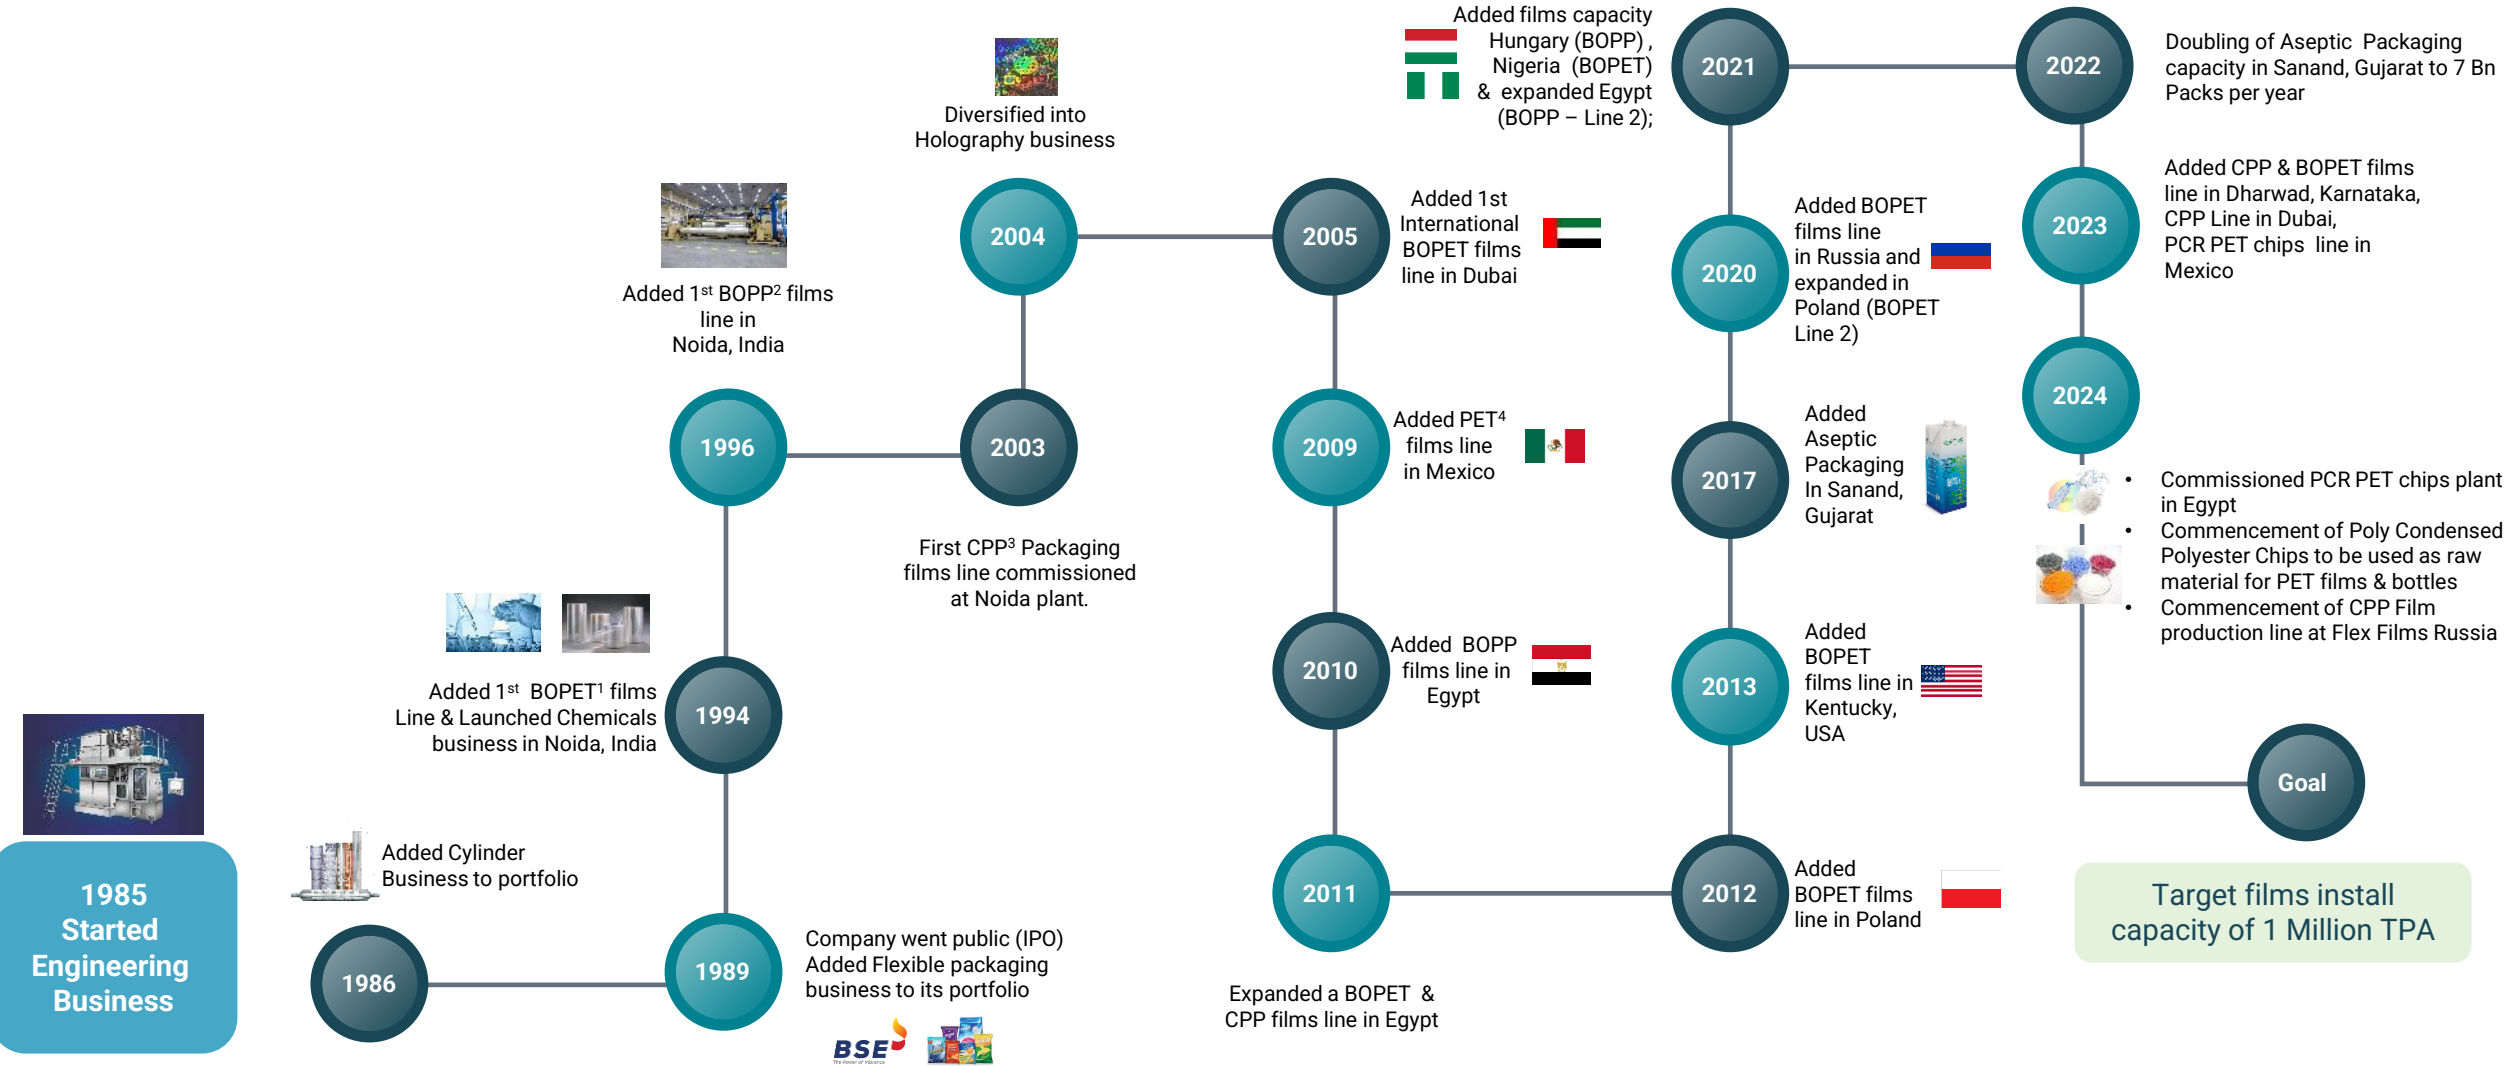 1985
Started
Engineering
Business
Added Cylinder
Business to portfolio
1986
1989
Company went public (IPO)
Added Flexible packaging
business to its portfolio
BSE
Added 1st BOPET1 films
Line & Launched Chemicals
business in Noida, India
1994
Added 1st BOPP2 films
line in
Noida, India
1996
2003
First CPP3 Packaging
films line commissioned
at Noida plant.
Diversified into
Holography business
2004
2005
Added 1st
International
BOPET films
line in Dubai
2009
Added PET4
films line
in Mexico
2010
Added BOPP
films line in
Egypt
2011
Expanded a BOPET &
CPP films line in Egypt
2012
Added
BOPET films
line in Poland
2013
Added
BOPET
films line in
Kentucky,
USA
2017
Added
Aseptic
Packaging
In Sanand,
Gujarat
2020
Added BOPET
films line
in Russia and
expanded in
Poland (BOPET
Line 2)
Added films capacity
Hungary (BOPP) ,
Nigeria (BOPET)
& expanded Egypt
(BOPP – Line 2);
2021
2022
Doubling of Aseptic Packaging
capacity in Sanand, Gujarat to 7 Bn
Packs per year
2023
Added CPP & BOPET films
line in Dharwad, Karnataka,
CPP Line in Dubai,
PCR PET chips line in
Mexico
2024
• Commissioned PCR PET chips plant
in Egypt
• Commencement of Poly Condensed
Polyester Chips to be used as raw
material for PET films & bottles
• Commencement of CPP Film
production line at Flex Films Russia
Goal
Target films install
capacity of 1 Million TPA